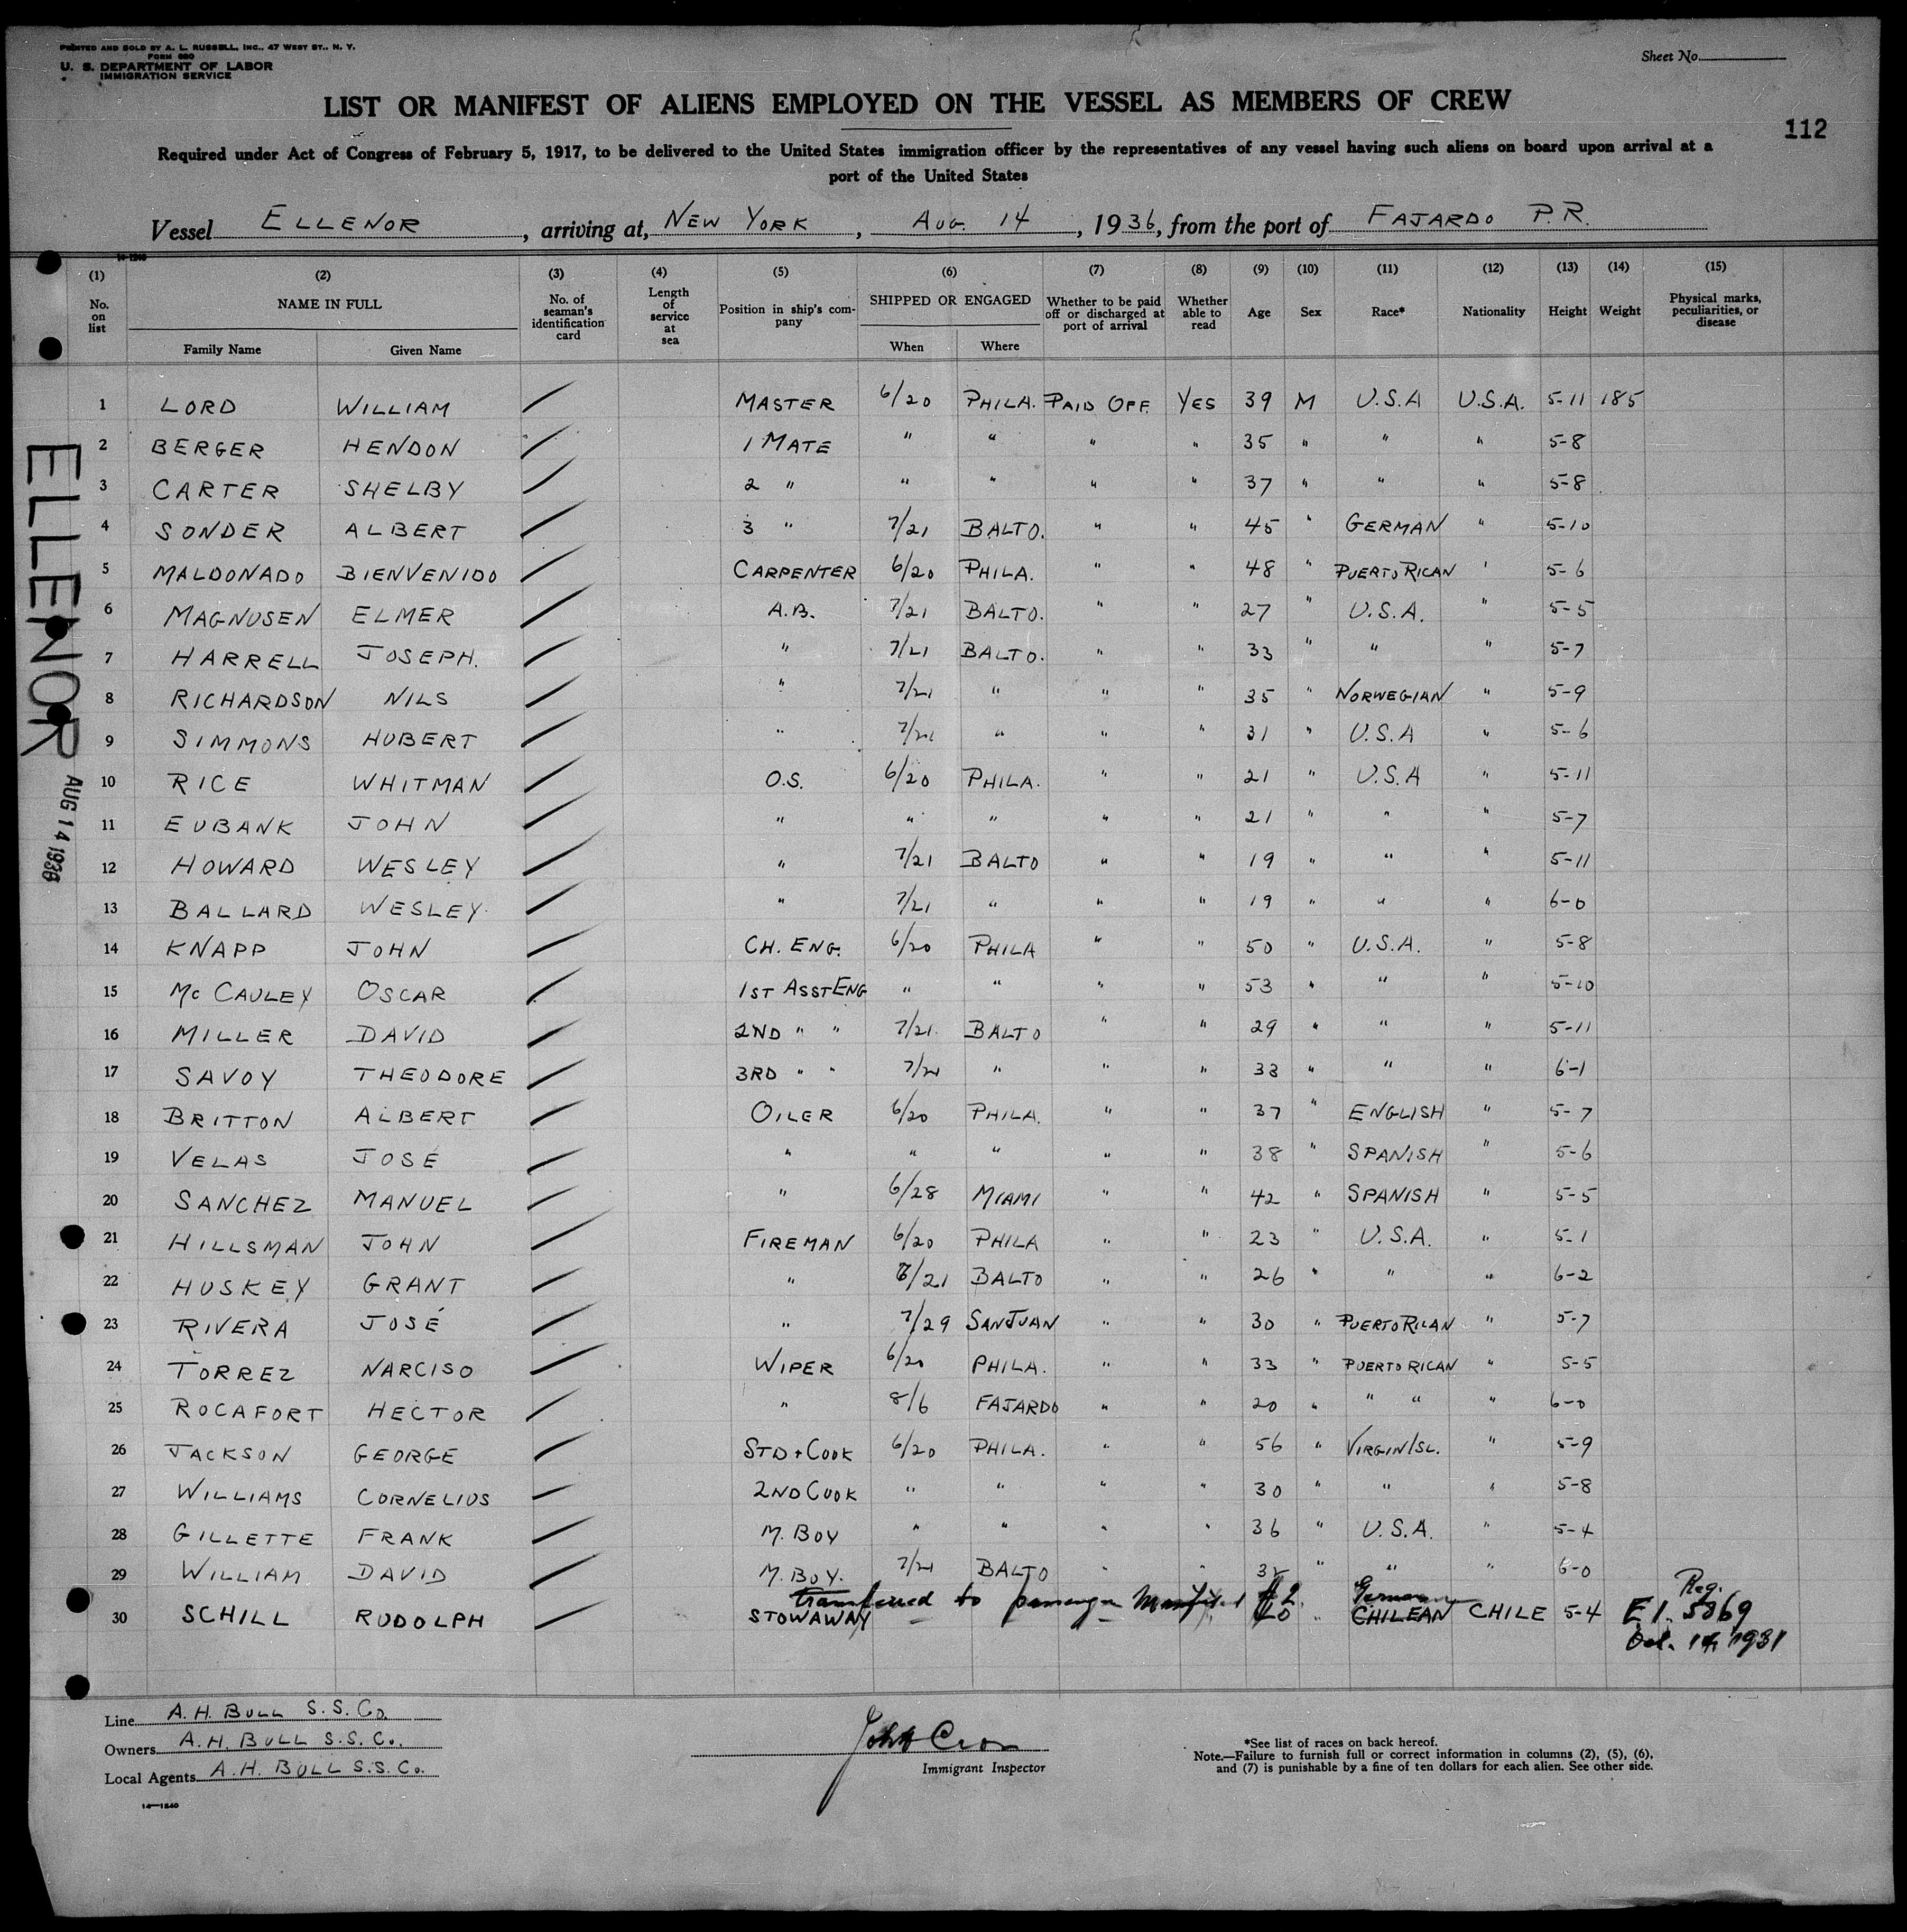 PRINTED AND SOLD BY A. L. RUSSELL, INC., 47 WEST ST., N. Y.
FORM 680
U. S. DEPARTMENT OF LABOR
IMMIGRATION SERVICE
Sheet No.
LIST OR MANIFEST OF ALIENS EMPLOYED ON THE VESSEL AS MEMBERS OF CREW
112
Required under Act of Congress of February 5, 1917, to be delivered to the United States immigration officer by the representatives of any vessel having such aliens on board upon arrival at a
port of the United States
Vessel ELLENOR, arriving at, NEW YORK, AUG. 14, 1936, from the port of FAJARDO P.R.
(1) (2) (3) (4) (5) (6) (7) (8) (9) (10) (11) (12) (13) (14) (15)
No. on list NAME IN FULL Family Name Given Name No. of seaman's identification card Length of service at sea Position in ship's company SHIPPED OR ENGAGED When Where Whether to be paid off or discharged at port of arrival Whether able to read Age Sex Race* Nationality Height Weight Physical marks, peculiarities, or disease
1 LORD WILLIAM MASTER 6/20 PHILA. PAID OFF YES 39 M U.S.A U.S.A. 5-11 185
2 BERGER HENDON 1 MATE " " " " 35 " " " 5-8
3 CARTER SHELBY 2 " " " " " 37 " " " 5-8
4 SONDER ALBERT 3 " 7/21 BALTO. " " 45 " GERMAN " 5-10
5 MALDONADO BIENVENIDO CARPENTER 6/20 PHILA. " " 48 " PUERTO RICAN " 5-6
6 MAGNUSEN ELMER A.B. 7/21 BALTO. " " 27 " U.S.A. " 5-5
7 HARRELL JOSEPH. " 7/21 BALTO. " " 33 " " " 5-7
8 RICHARDSON NILS " 7/21 " " " 35 " NORWEGIAN " 5-9
9 SIMMONS HUBERT " 7/21 " " " 31 " U.S.A " 5-6
10 RICE WHITMAN O.S. 6/20 PHILA. " " 21 " U.S.A " 5-11
11 EUBANK JOHN " " " " " 21 " " 5-7
12 HOWARD WESLEY " 7/21 BALTO " " 19 " " " 5-11
13 BALLARD WESLEY. " 7/21 " " " 19 " " " 6-0
14 KNAPP JOHN CH. ENG. 6/20 PHILA " " 50 " U.S.A. " 5-8
15 McCAULEY OSCAR 1ST ASST ENG " " " " 53 " " " 5-10
16 MILLER DAVID 2ND " " 7/21. BALTO " " 29 " " " 5-11
17 SAVOY THEODORE 3RD " " 7/21 " " " 33 " " " 6-1
18 BRITTON ALBERT OILER 6/20 PHILA. " " 37 " ENGLISH " 5-7
19 VELAS JOSE " " " " " 38 " SPANISH " 5-6
20 SANCHEZ MANUEL " 6/28 MIAMI " " 42 " SPANISH " 5-5
21 HILLSMAN JOHN FIREMAN 6/20 PHILA " " 23 " U.S.A. " 5-1
22 HUSKEY GRANT " 7/21 BALTO " " 26 " " " 6-2
23 RIVERA JOSÉ " 7/29 SAN JUAN " " 30 " PUERTO RICAN " 5-7
24 TORREZ NARCISO WIPER 6/20 PHILA. " " 33 " PUERTO RICAN " 5-5
25 ROCAFORT HECTOR " 8/6 FAJARDO " " 20 " " " " 6-0
26 JACKSON GEORGE STD + COOK 6/20 PHILA. " " 56 " VIRGIN ISL. " 5-9
27 WILLIAMS CORNELIUS 2ND COOK " " " " 30 " " " 5-8
28 GILLETTE FRANK M. BOY " " " " 36 " U.S.A. " 5-4
29 WILLIAM DAVID M. BOY. 7/21 BALTO " " " " " 6-0
transferred to passenger Manifest #2 German Reg.
30 SCHILL RUDOLPH STOWAWAY 20 " CHILEAN CHILE 5-4 E 1. 5869
Oct. 14, 1931
ELLENOR
AUG 14 1936
Line A.H. BULL S.S. Co.
Owners A.H. BULL S.S. Co.
Local Agents A.H. BULL S.S. Co.
14—1240
Immigrant Inspector
*See list of races on back hereof.
Note.—Failure to furnish full or correct information in columns (2), (5), (6),
and (7) is punishable by a fine of ten dollars for each alien. See other side.